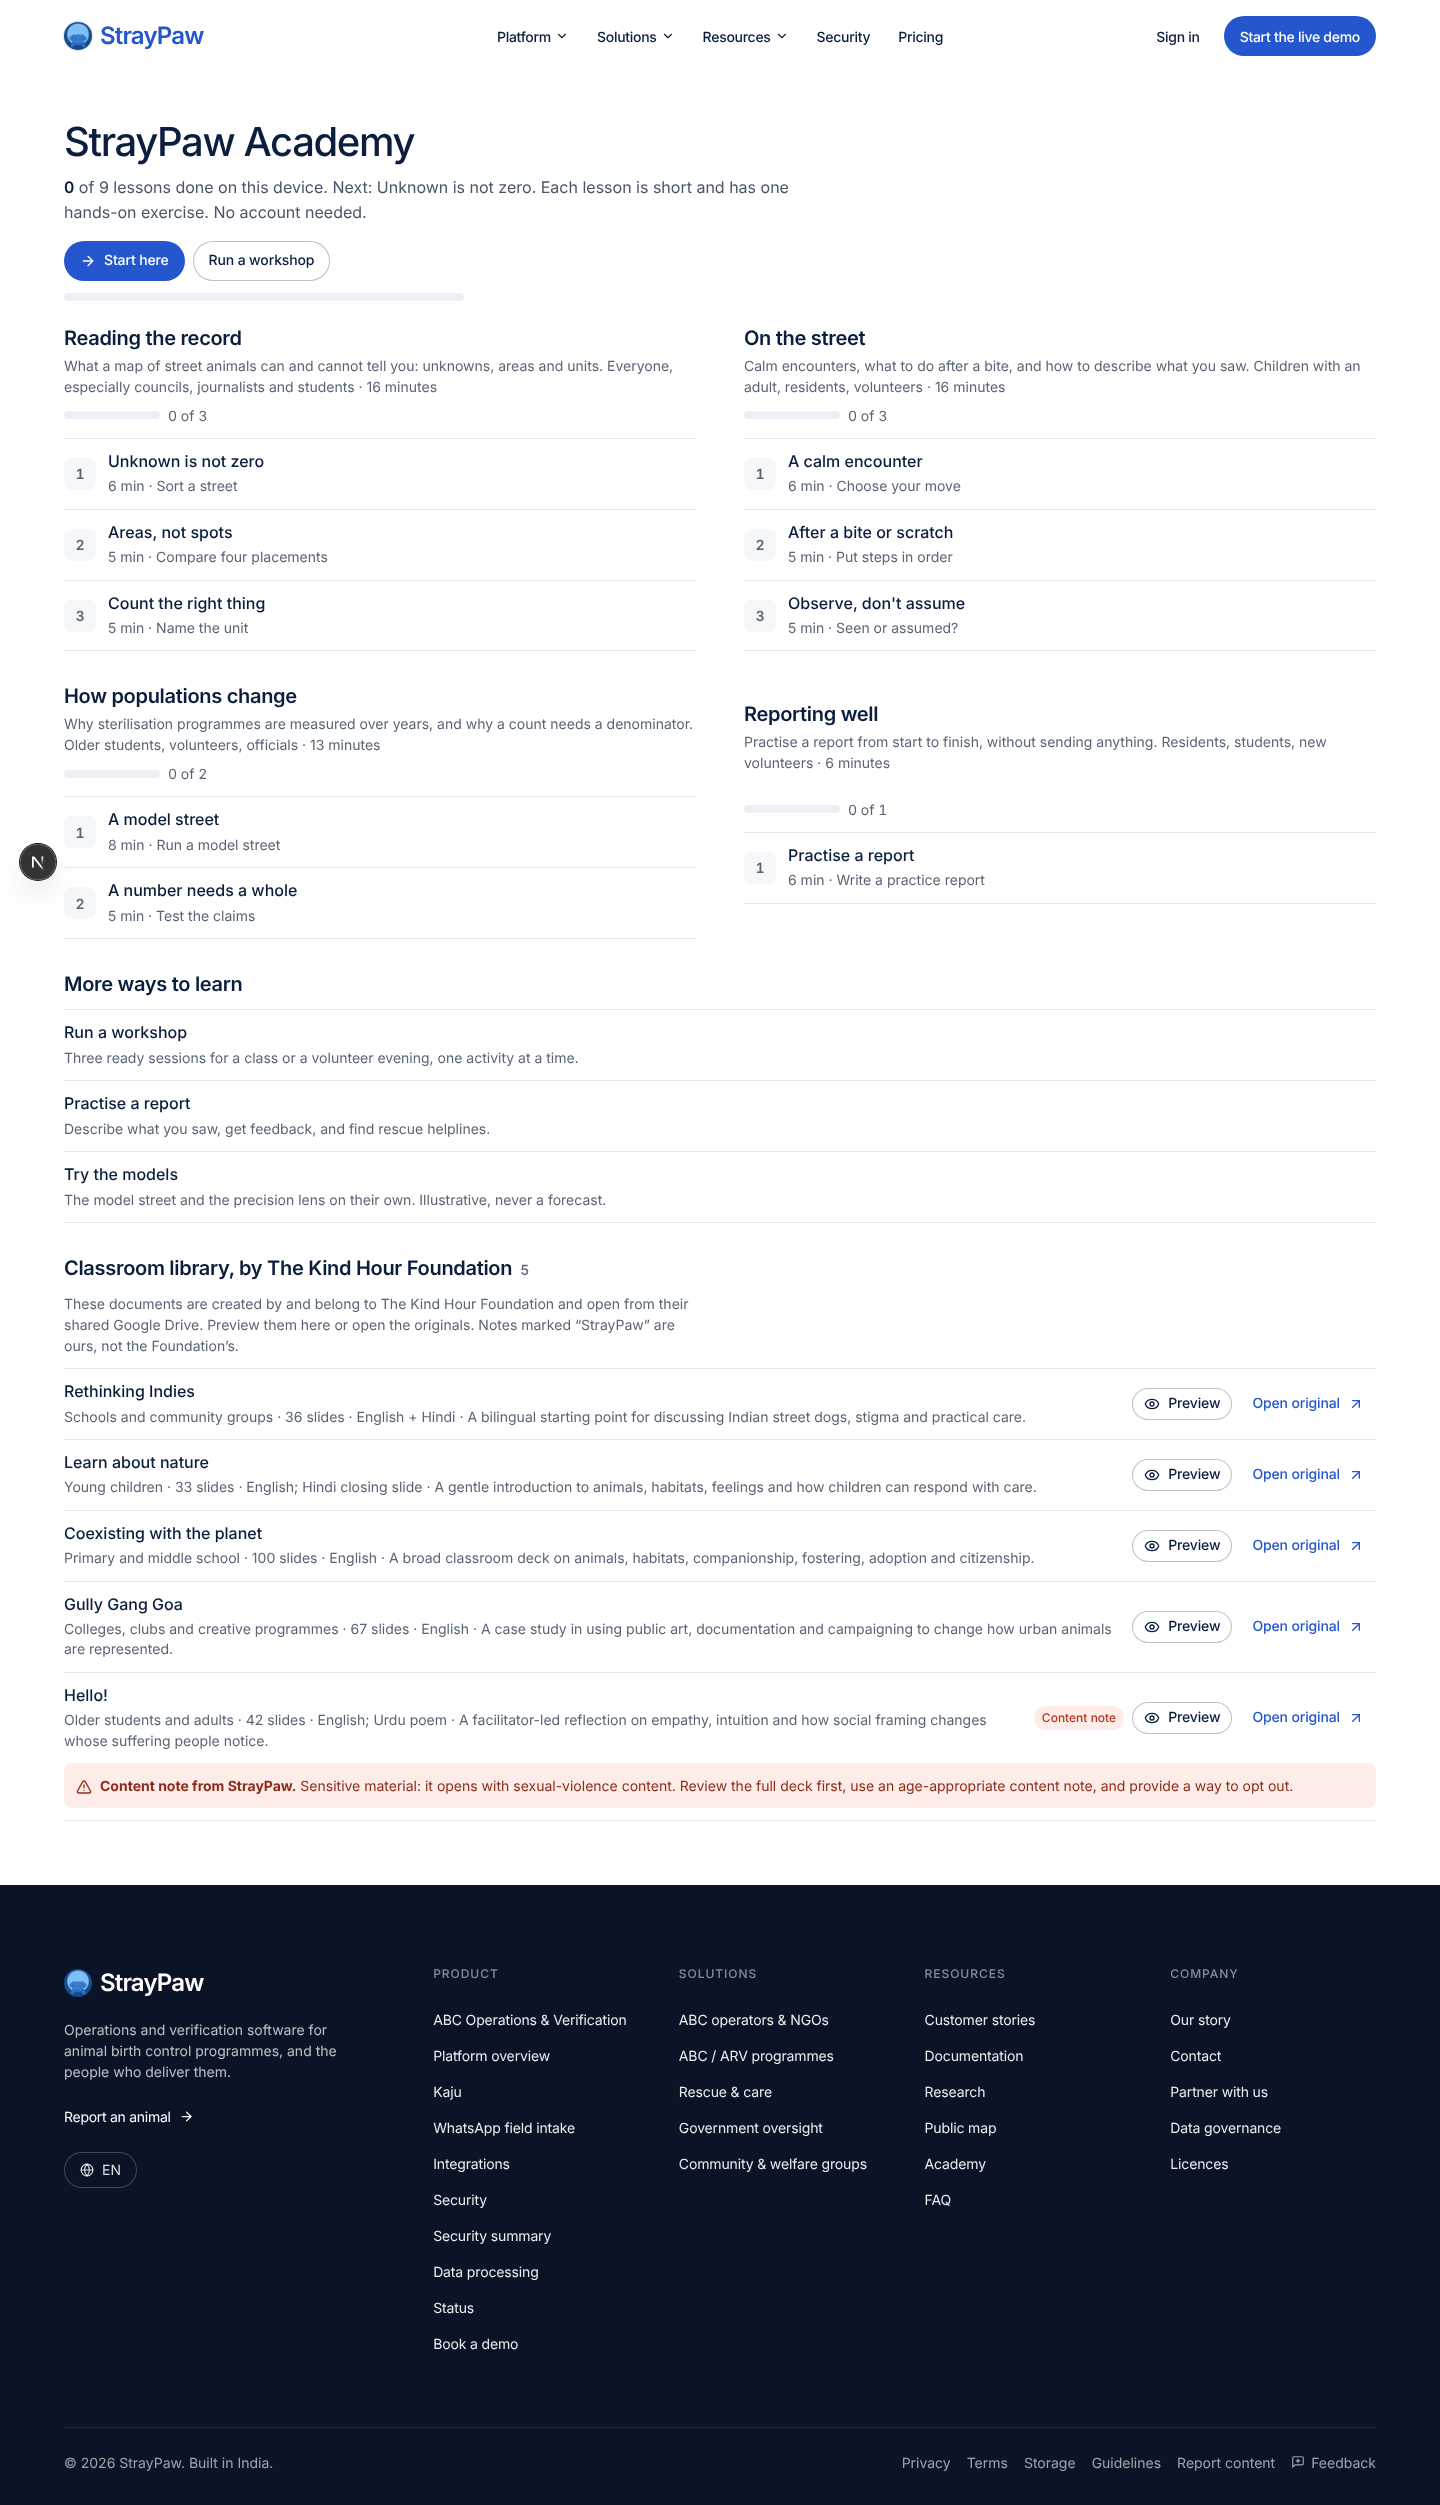 StrayPaw
Platform
Solutions
Resources
Security
Pricing
Sign in
Start the live demo
StrayPaw Academy
0 of 9 lessons done on this device. Next: Unknown is not zero. Each lesson is short and has one
hands-on exercise. No account needed.
Start here
Run a workshop
Reading the record
What a map of street animals can and cannot tell you: unknowns, areas and units. Everyone,
especially councils, journalists and students · 16 minutes
0 of 3
1
Unknown is not zero
6 min · Sort a street
2
Areas, not spots
5 min · Compare four placements
3
Count the right thing
5 min · Name the unit
On the street
Calm encounters, what to do after a bite, and how to describe what you saw. Children with an
adult, residents, volunteers · 16 minutes
0 of 3
1
A calm encounter
6 min · Choose your move
2
After a bite or scratch
5 min · Put steps in order
3
Observe, don't assume
5 min · Seen or assumed?
How populations change
Why sterilisation programmes are measured over years, and why a count needs a denominator.
Older students, volunteers, officials · 13 minutes
0 of 2
1
A model street
8 min · Run a model street
2
A number needs a whole
5 min · Test the claims
Reporting well
Practise a report from start to finish, without sending anything. Residents, students, new
volunteers · 6 minutes
0 of 1
1
Practise a report
6 min · Write a practice report
N
More ways to learn
Run a workshop
Three ready sessions for a class or a volunteer evening, one activity at a time.
Practise a report
Describe what you saw, get feedback, and find rescue helplines.
Try the models
The model street and the precision lens on their own. Illustrative, never a forecast.
Classroom library, by The Kind Hour Foundation 5
These documents are created by and belong to The Kind Hour Foundation and open from their
shared Google Drive. Preview them here or open the originals. Notes marked “StrayPaw” are
ours, not the Foundation’s.
Rethinking Indies
Schools and community groups · 36 slides · English + Hindi · A bilingual starting point for discussing Indian street dogs, stigma and practical care.
Preview
Open original
Learn about nature
Young children · 33 slides · English; Hindi closing slide · A gentle introduction to animals, habitats, feelings and how children can respond with care.
Preview
Open original
Coexisting with the planet
Primary and middle school · 100 slides · English · A broad classroom deck on animals, habitats, companionship, fostering, adoption and citizenship.
Preview
Open original
Gully Gang Goa
Colleges, clubs and creative programmes · 67 slides · English · A case study in using public art, documentation and campaigning to change how urban animals
are represented.
Preview
Open original
Hello!
Older students and adults · 42 slides · English; Urdu poem · A facilitator-led reflection on empathy, intuition and how social framing changes
whose suffering people notice.
Content note
Preview
Open original
Content note from StrayPaw. Sensitive material: it opens with sexual-violence content. Review the full deck first, use an age-appropriate content note, and provide a way to opt out.
StrayPaw
Operations and verification software for
animal birth control programmes, and the
people who deliver them.
Report an animal
EN
PRODUCT
ABC Operations & Verification
Platform overview
Kaju
WhatsApp field intake
Integrations
Security
Security summary
Data processing
Status
Book a demo
SOLUTIONS
ABC operators & NGOs
ABC / ARV programmes
Rescue & care
Government oversight
Community & welfare groups
RESOURCES
Customer stories
Documentation
Research
Public map
Academy
FAQ
COMPANY
Our story
Contact
Partner with us
Data governance
Licences
© 2026 StrayPaw. Built in India.
Privacy
Terms
Storage
Guidelines
Report content
Feedback